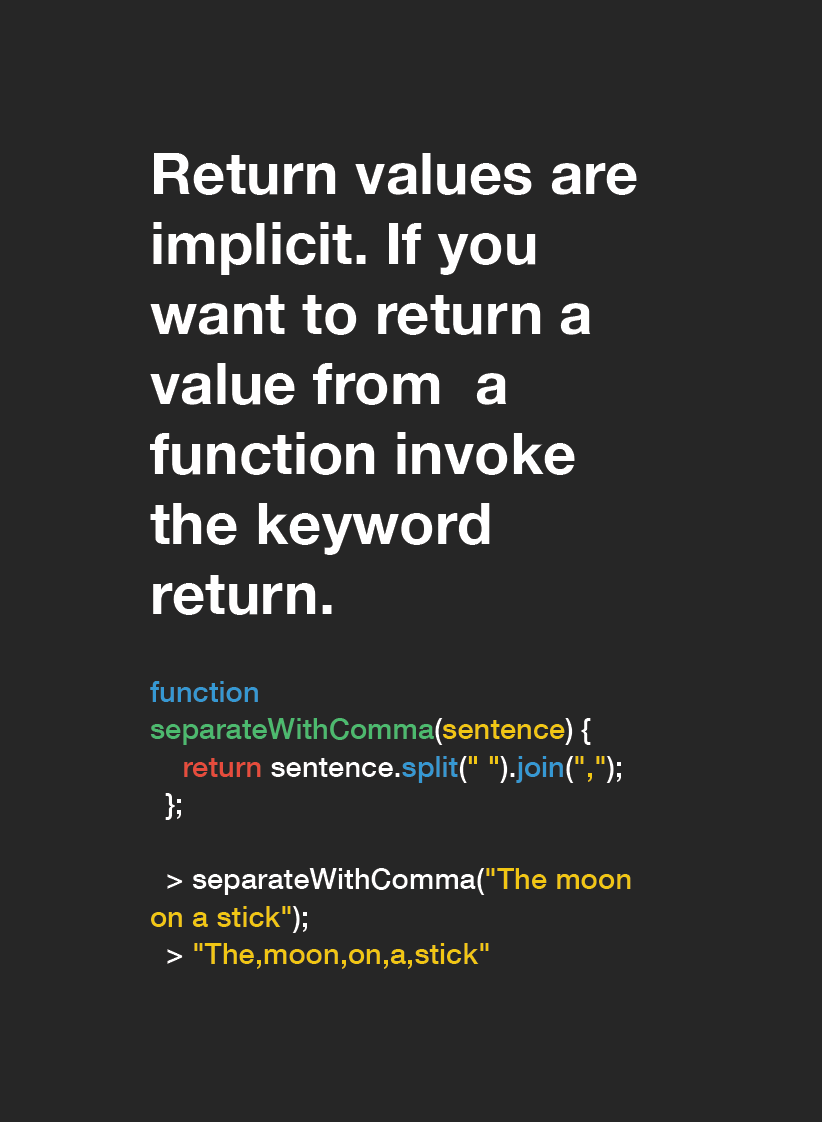 Return values are
implicit. If you
want to return a
value from  a
function invoke
the keyword
return.
function
separateWithComma(sentence) {
    return sentence.split(" ").join(",");
  };
  > separateWithComma("The moon
on a stick");
  > "The,moon,on,a,stick"